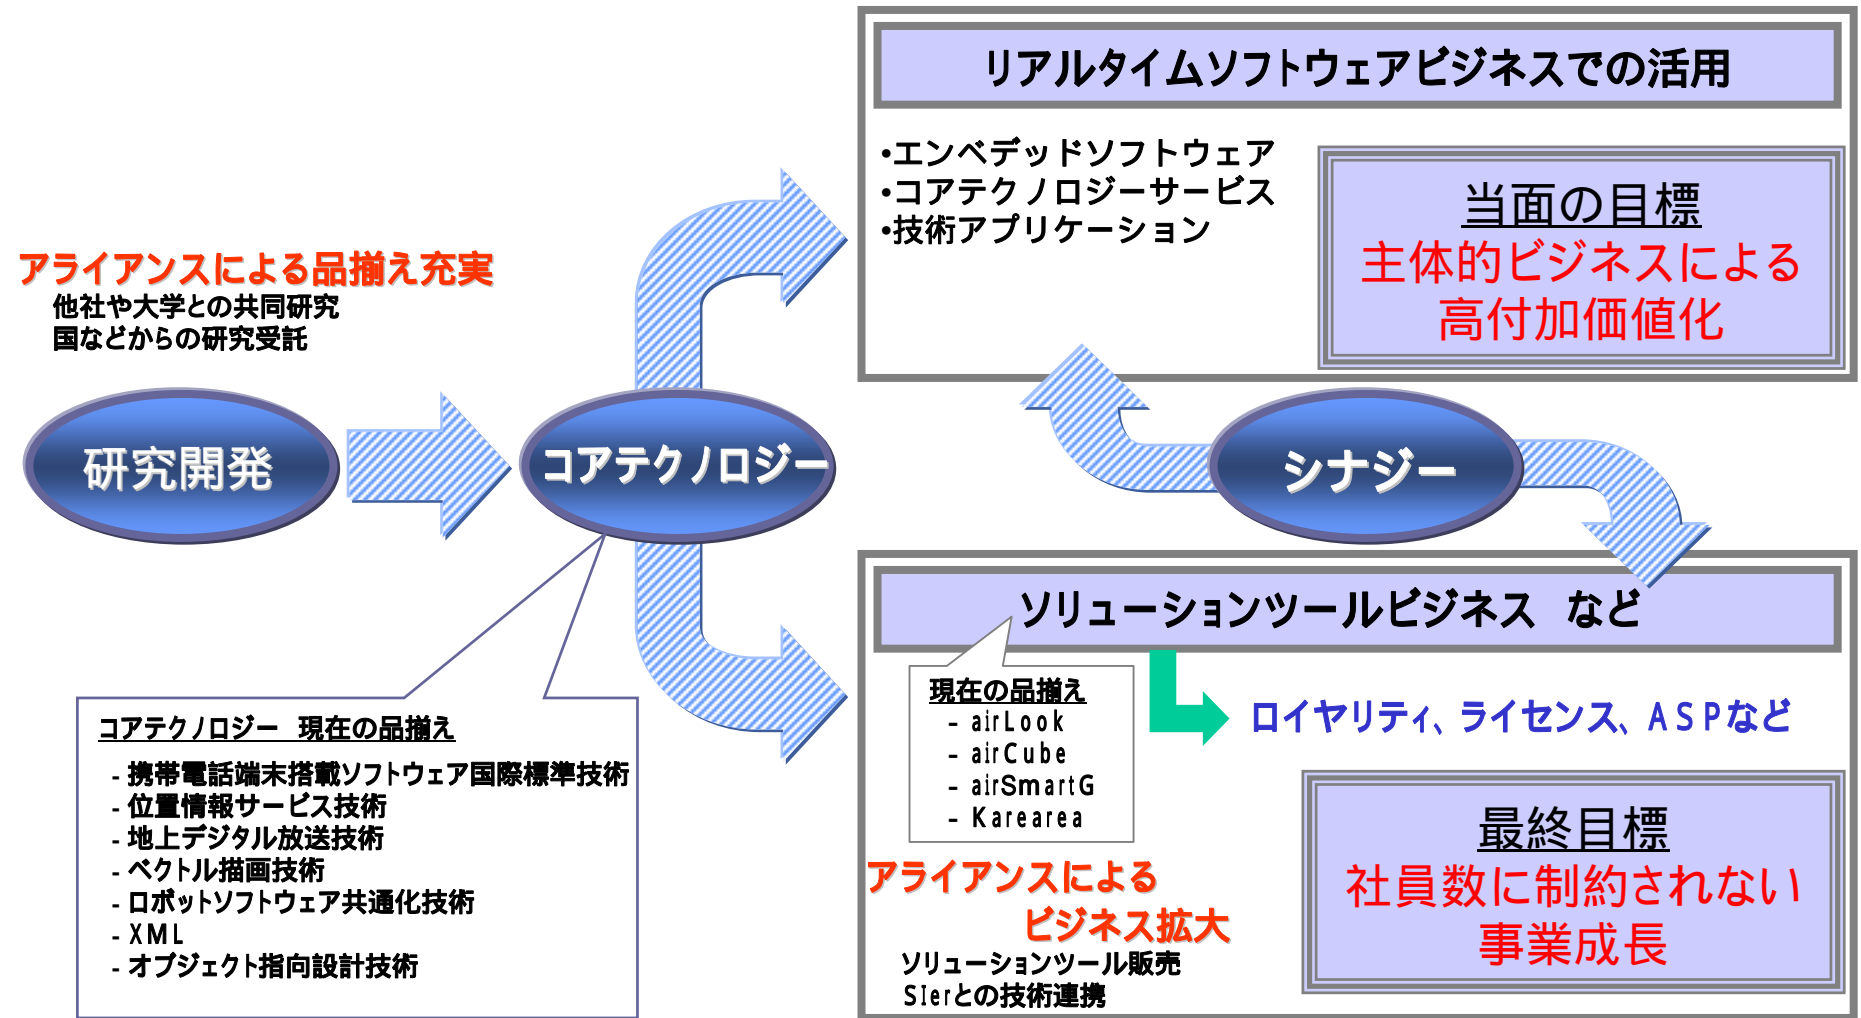 リアルタイムソフトウェアビジネスでの活用
•エンベデッドソフトウェア
•コアテクノロジーサービス
•技術アプリケーション
当面の目標
主体的ビジネスによる
高付加価値化
アライアンスによる品揃え充実
他社や大学との共同研究
国などからの研究受託
研究開発
コアテクノロジー
シナジー
コアテクノロジー　現在の品揃え
- 携帯電話端末搭載ソフトウェア国際標準技術
- 位置情報サービス技術
- 地上デジタル放送技術
- ベクトル描画技術
- ロボットソフトウェア共通化技術
- XML
- オブジェクト指向設計技術
ソリューションツールビジネス　など
現在の品揃え
– airLook
– airCube
– airSmartG
– Karearea
ロイヤリティ、ライセンス、ASPなど
アライアンスによる
ビジネス拡大
ソリューションツール販売
SIerとの技術連携
最終目標
社員数に制約されない
事業成長